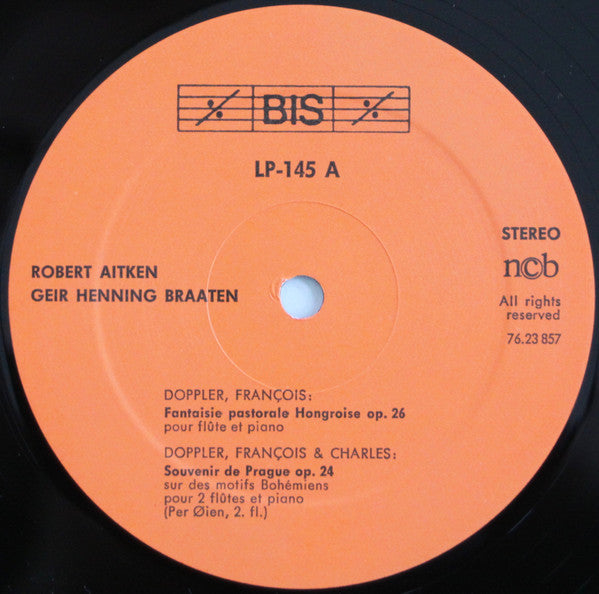 BIS
LP-145 A
STEREO
ncb
All rights
reserved
76.23 857
ROBERT AITKEN
GEIR HENNING BRAATEN
DOPPLER, FRANÇOIS:
Fantaisie pastorale Hongroise op. 26
pour flûte et piano
DOPPLER, FRANÇOIS & CHARLES:
Souvenir de Prague op. 24
sur des motifs Bohémiens
pour 2 flûtes et piano
(Per Øien, 2. fl.)